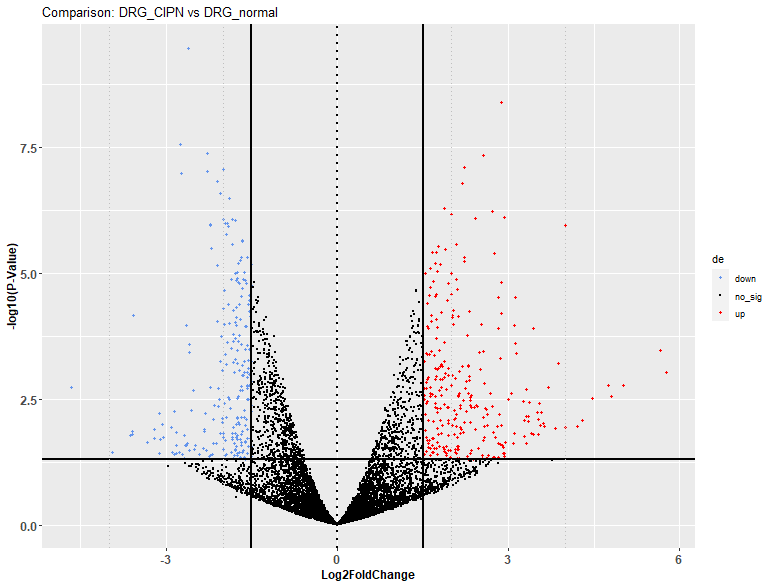 Comparison: DRG_CIPN vs DRG_normal
-log10(P-Value)
7.5
5.0
2.5
0.0
-3
0
3
6
Log2FoldChange
de
down
no_sig
up